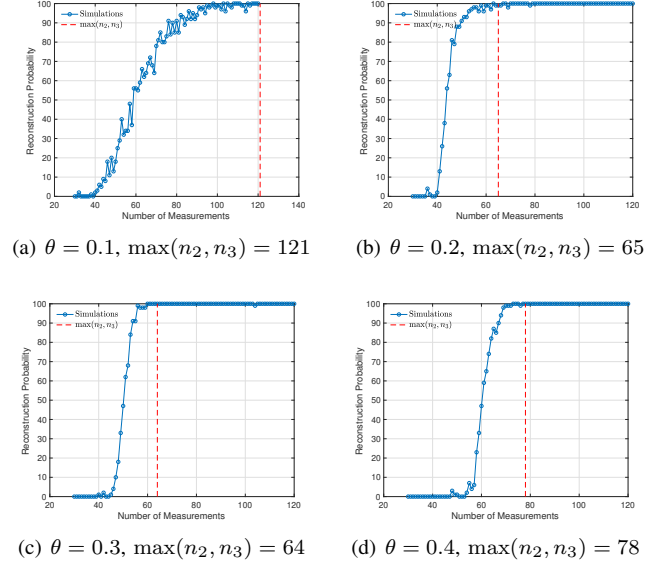 100
90
80
70
60
50
40
30
20
10
0
Reconstruction Probability
Simulations
max(n₂, n₃)
20 40 60 80 100 120 140
Number of Measurements
(a) θ = 0.1, max(n₂, n₃) = 121
100
90
80
70
60
50
40
30
20
10
0
Reconstruction Probability
Simulations
max(n₂, n₃)
20 40 60 80 100 120
Number of Measurements
(b) θ = 0.2, max(n₂, n₃) = 65
100
90
80
70
60
50
40
30
20
10
0
Reconstruction Probability
Simulations
max(n₂, n₃)
20 40 60 80 100 120
Number of Measurements
(c) θ = 0.3, max(n₂, n₃) = 64
100
90
80
70
60
50
40
30
20
10
0
Reconstruction Probability
Simulations
max(n₂, n₃)
20 40 60 80 100 120
Number of Measurements
(d) θ = 0.4, max(n₂, n₃) = 78